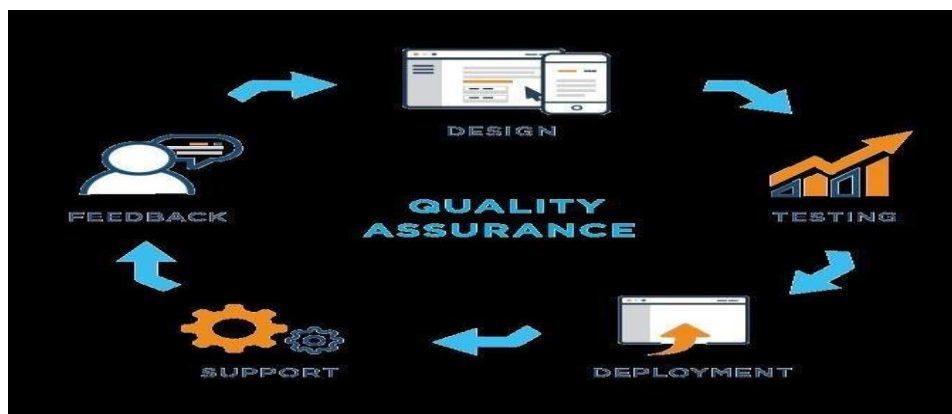 DESIGN
FEEDBACK
TESTING
QUALITY
ASSURANCE
SUPPORT
DEPLOYMENT